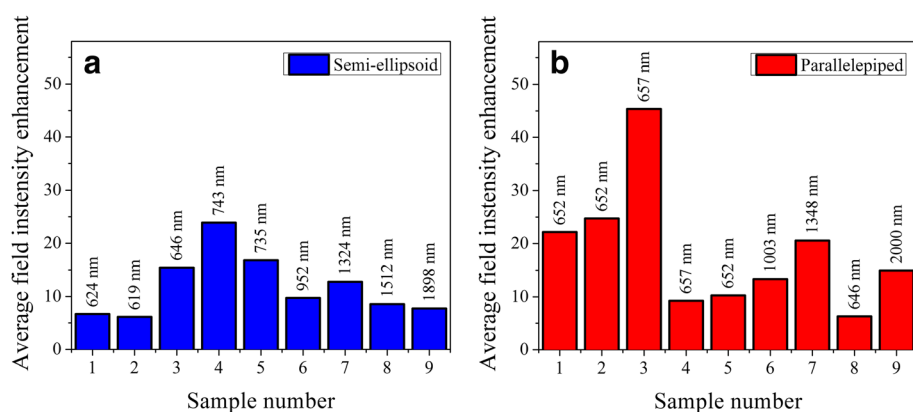 a
Semi-ellipsoid
Average field instensity enhancement
50
40
30
20
10
0
624 nm
619 nm
646 nm
743 nm
735 nm
952 nm
1324 nm
1512 nm
1898 nm
1 2 3 4 5 6 7 8 9
Sample number
b
Parallelepiped
Average field instensity enhancement
50
40
30
20
10
0
652 nm
652 nm
657 nm
657 nm
652 nm
1003 nm
1348 nm
646 nm
2000 nm
1 2 3 4 5 6 7 8 9
Sample number